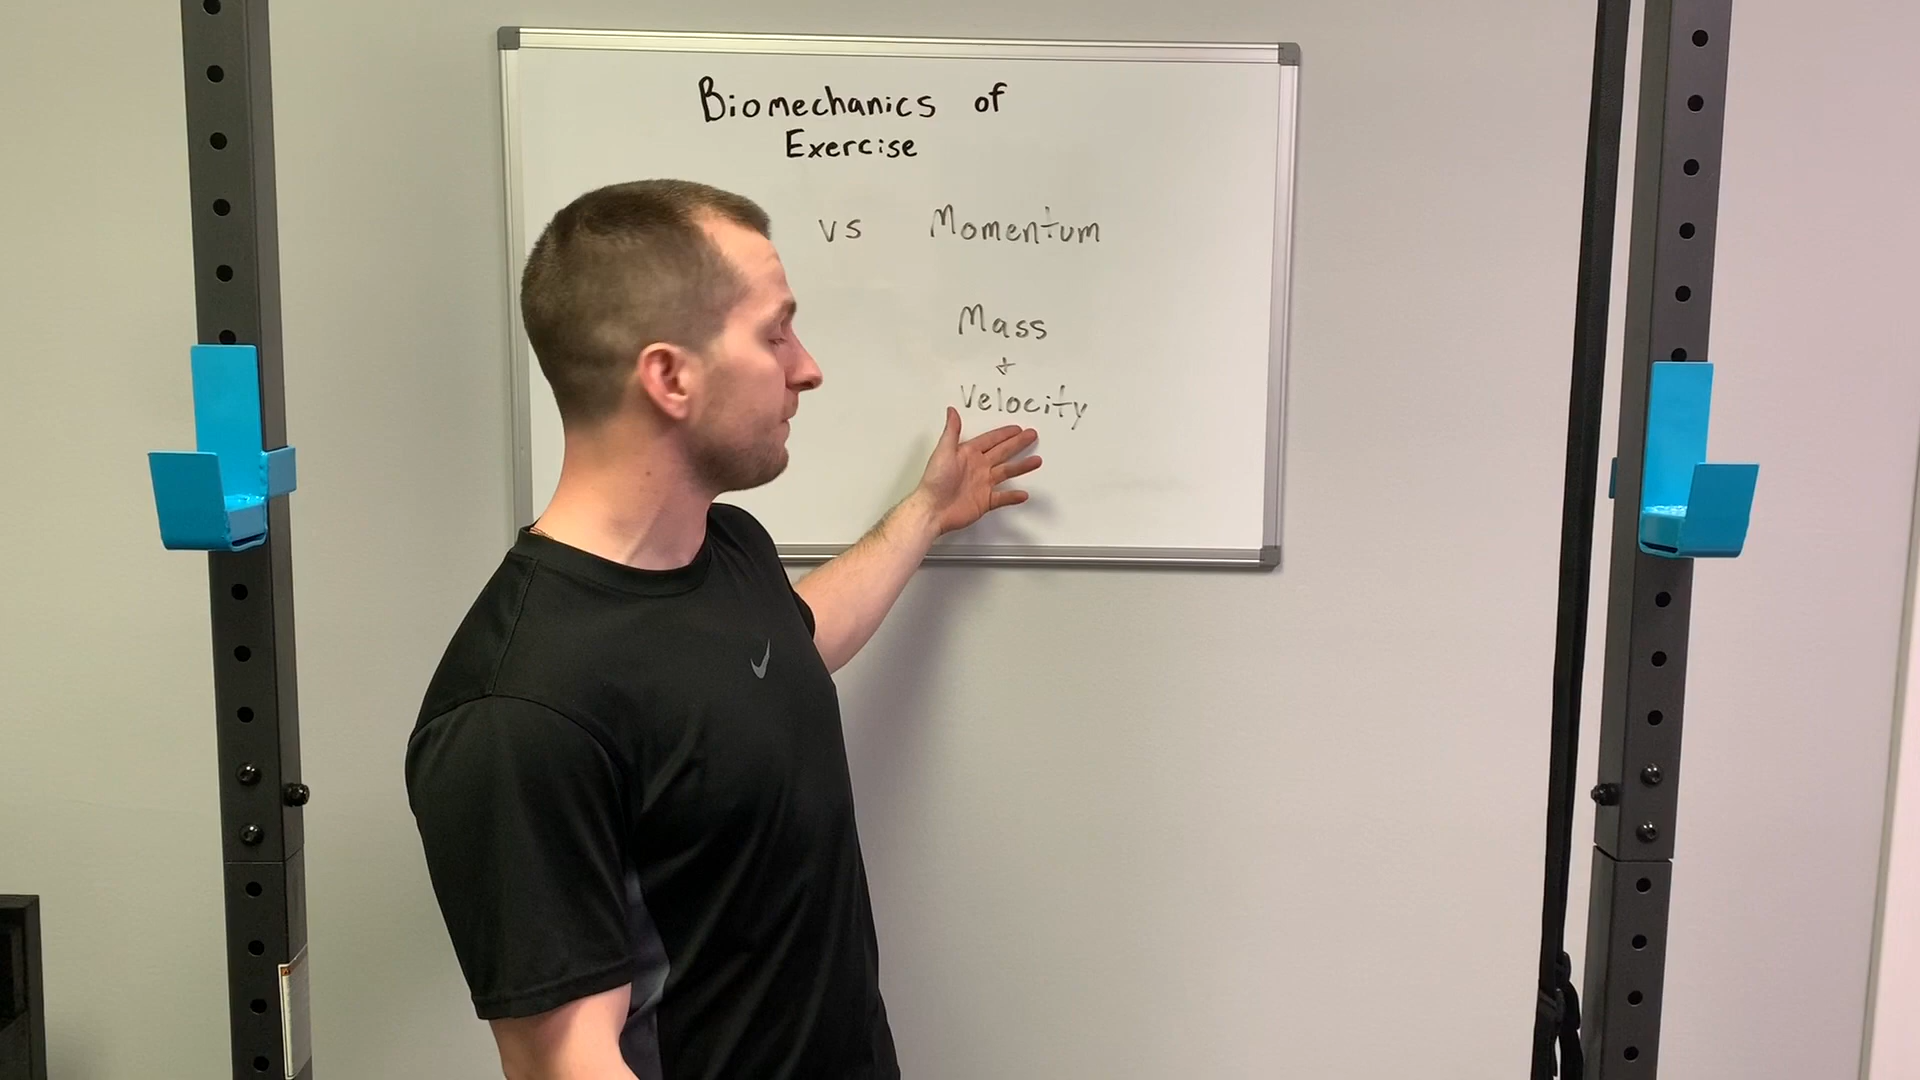 Biomechanics of
Exercise
vs Momentum
Mass
+
Velocity